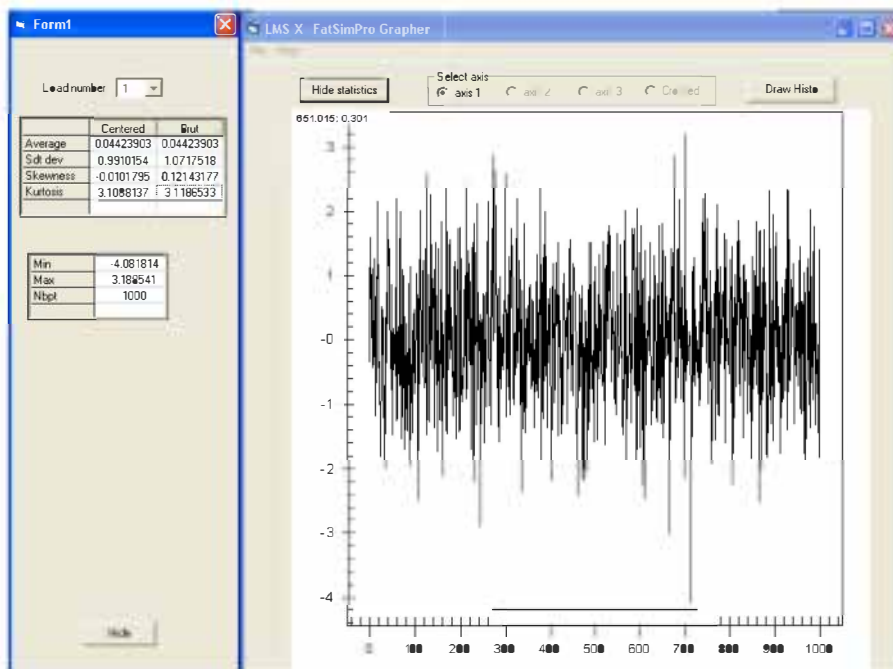 Form1
Load number 1
Centered Brut
Average 0.04423903 0.04423903
Sdt dev 0.9910154 1.0717518
Skewness -0.0101795 0.12143177
Kurtosis 3.1088137 3.1186533
Min -4.081814
Max 3.188541
Nbpt 1000
Hide
LMS X FatSimPro Grapher
Hide statistics
Select axis
axis 1 axis 2 axis 3 Crossed
Draw Histo
651.015; 0.301
3
2
1
-0
-1
-2
-3
-4
0 100 200 300 400 500 600 700 800 900 1000